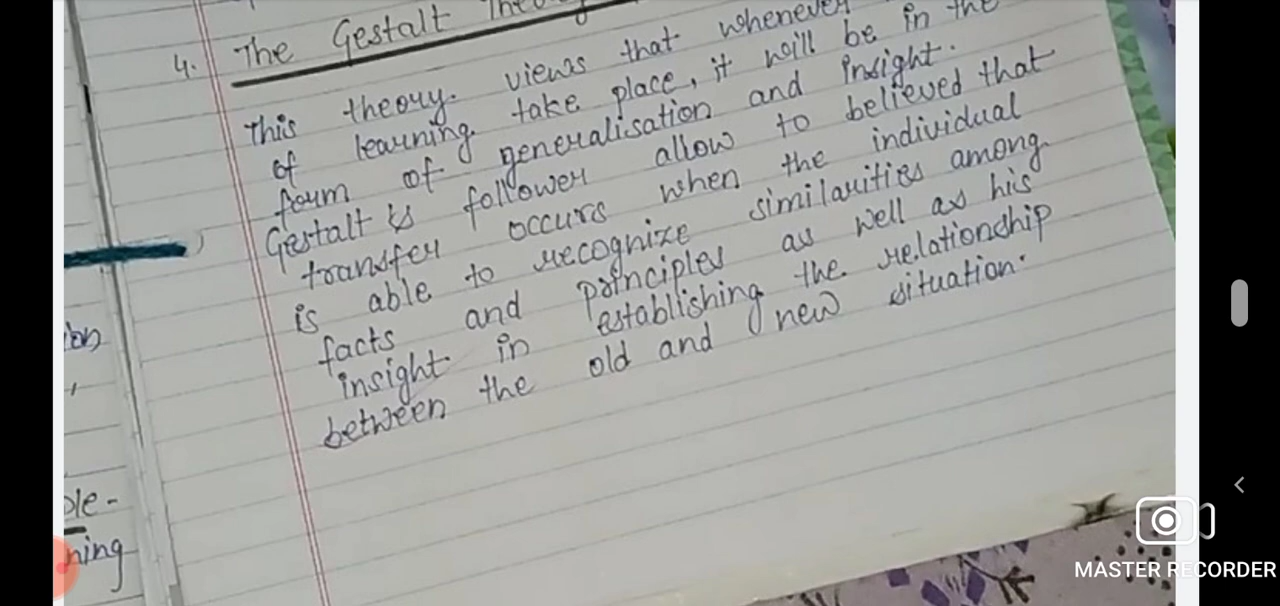 4. The Gestalt
This theory. views that whenever
of learning take place, it will be in the
form of generalisation and insight.
Gestalt is follower allow to believed that
transfer occurs when the individual
is able to recognize similarities among
facts and principles as well as his
insight in establishing the relationship
between the old and new situation.
ning
MASTER RECORDER